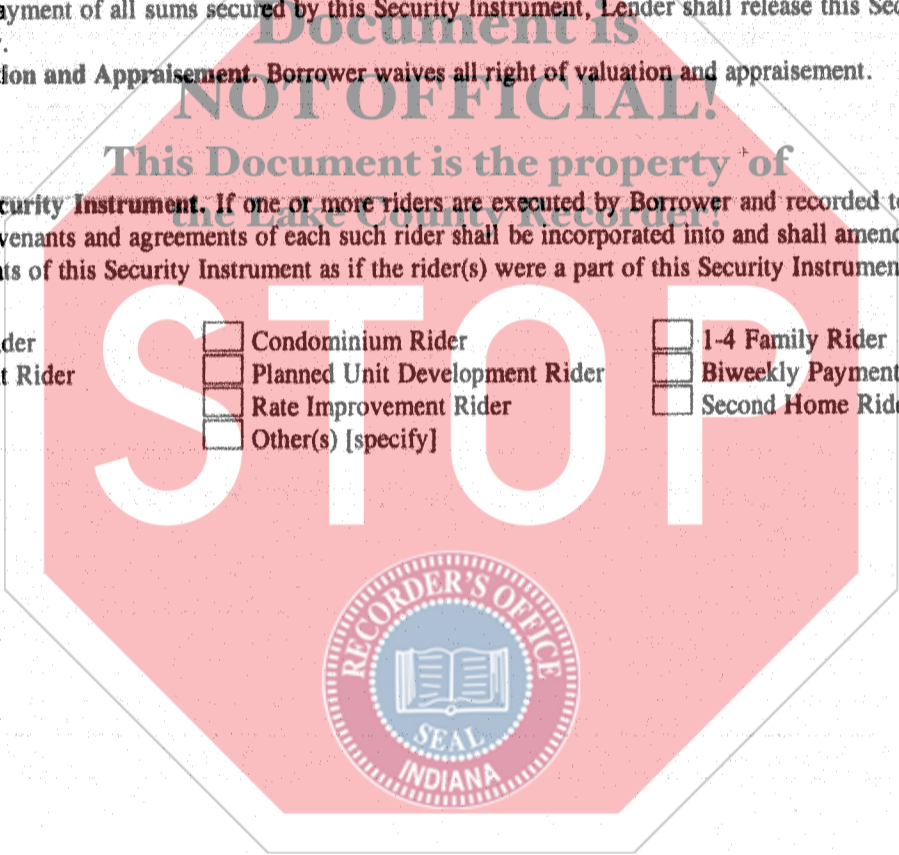 ayment of all sums secured by this Security Instrument, Lender shall release this Sec
Document is
ion and Appraisement. Borrower waives all right of valuation and appraisement.
NOT OFFICIAL!
This Document is the property of
curity Instrument. If one or more riders are executed by Borrower and recorded t
the Lake County Recorder!
venants and agreements of each such rider shall be incorporated into and shall amend
ts of this Security Instrument as if the rider(s) were a part of this Security Instrumen
der Condominium Rider 1-4 Family Rider
t Rider Planned Unit Development Rider Biweekly Payment
Rate Improvement Rider Second Home Ride
Other(s) [specify]
STOP
RECORDER'S OFFICE
SEAL
INDIANA